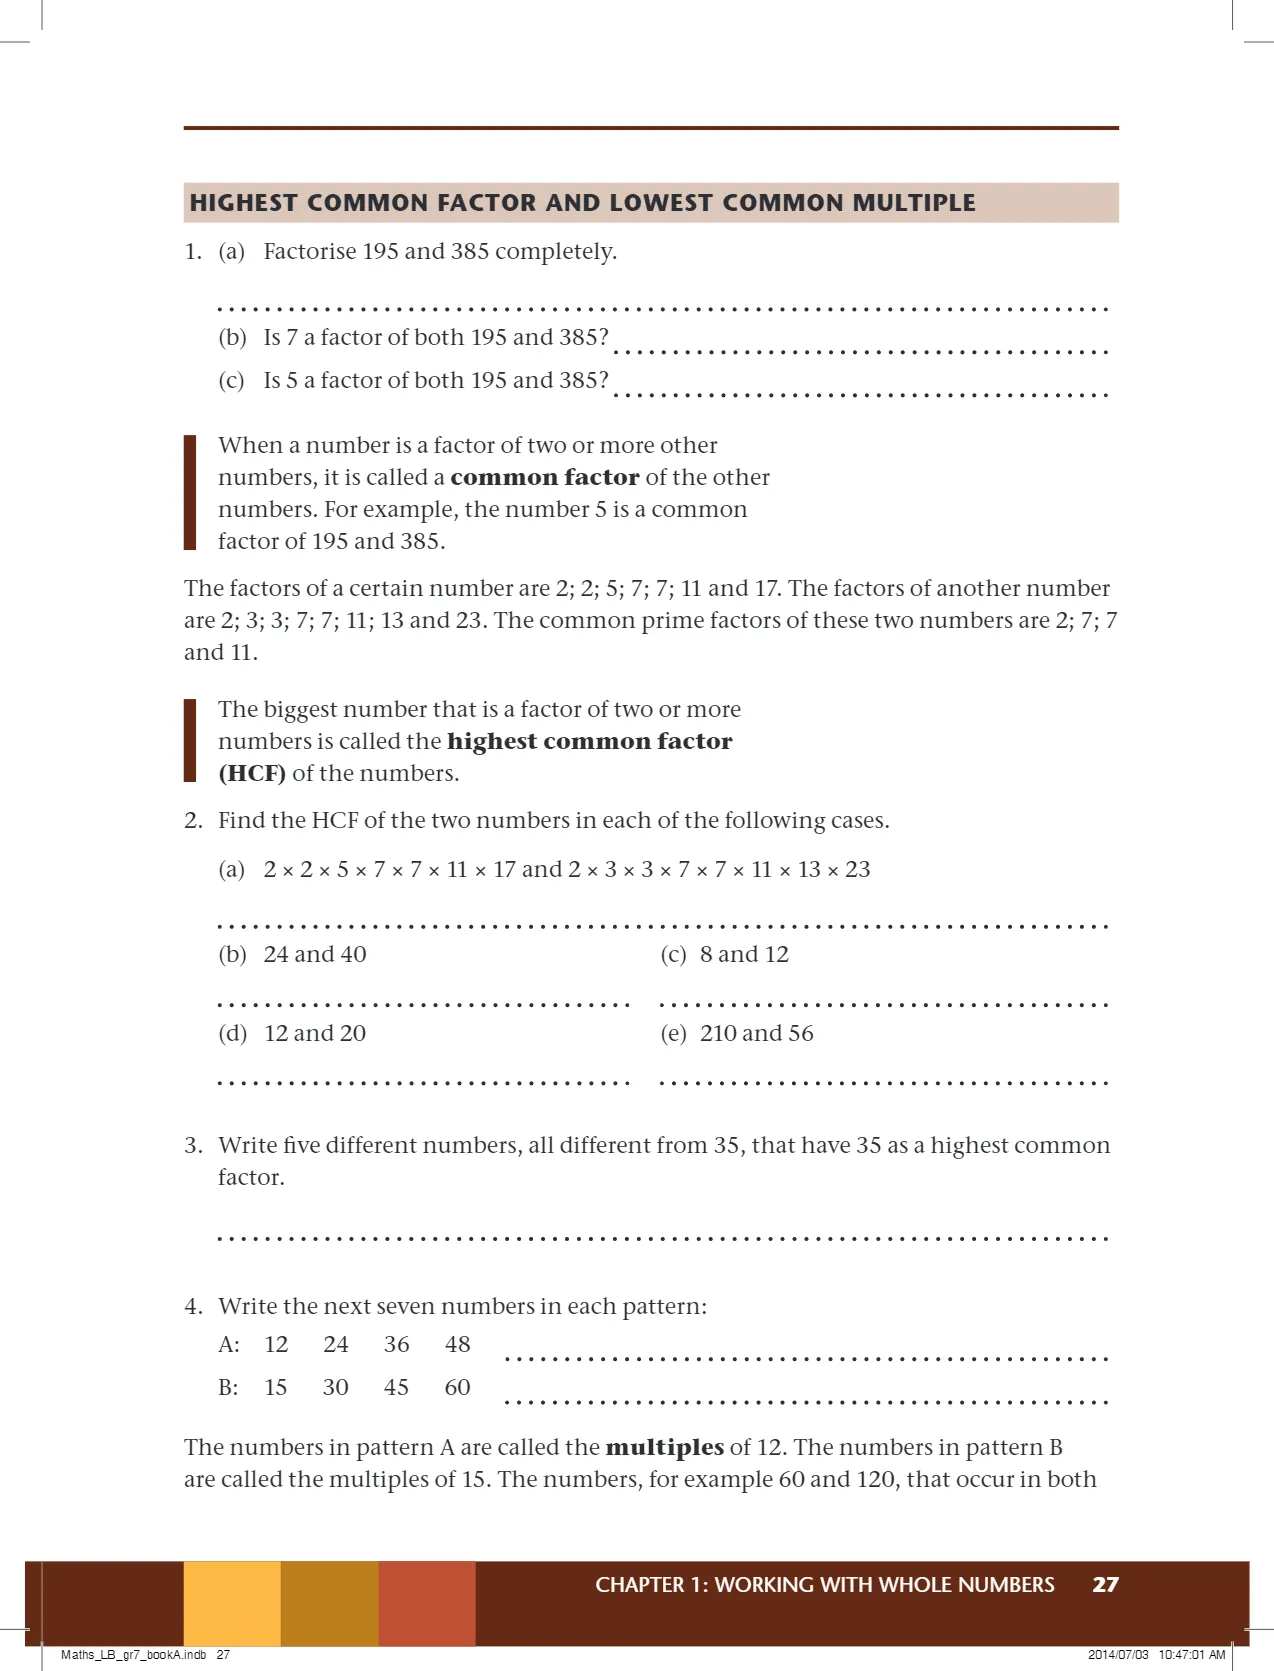 HIGHEST COMMON FACTOR AND LOWEST COMMON MULTIPLE
1. (a) Factorise 195 and 385 completely.
(b) Is 7 a factor of both 195 and 385?
(c) Is 5 a factor of both 195 and 385?
When a number is a factor of two or more other
numbers, it is called a common factor of the other
numbers. For example, the number 5 is a common
factor of 195 and 385.
The factors of a certain number are 2; 2; 5; 7; 7; 11 and 17. The factors of another number
are 2; 3; 3; 7; 7; 11; 13 and 23. The common prime factors of these two numbers are 2; 7; 7
and 11.
The biggest number that is a factor of two or more
numbers is called the highest common factor
(HCF) of the numbers.
2. Find the HCF of the two numbers in each of the following cases.
(a) 2 × 2 × 5 × 7 × 7 × 11 × 17 and 2 × 3 × 3 × 7 × 7 × 11 × 13 × 23
(b) 24 and 40 (c) 8 and 12
(d) 12 and 20 (e) 210 and 56
3. Write five different numbers, all different from 35, that have 35 as a highest common
factor.
4. Write the next seven numbers in each pattern:
A: 12 24 36 48
B: 15 30 45 60
The numbers in pattern A are called the multiples of 12. The numbers in pattern B
are called the multiples of 15. The numbers, for example 60 and 120, that occur in both
CHAPTER 1: WORKING WITH WHOLE NUMBERS 27
Maths_LB_gr7_bookA.indb 27 2014/07/03 10:47:01 AM